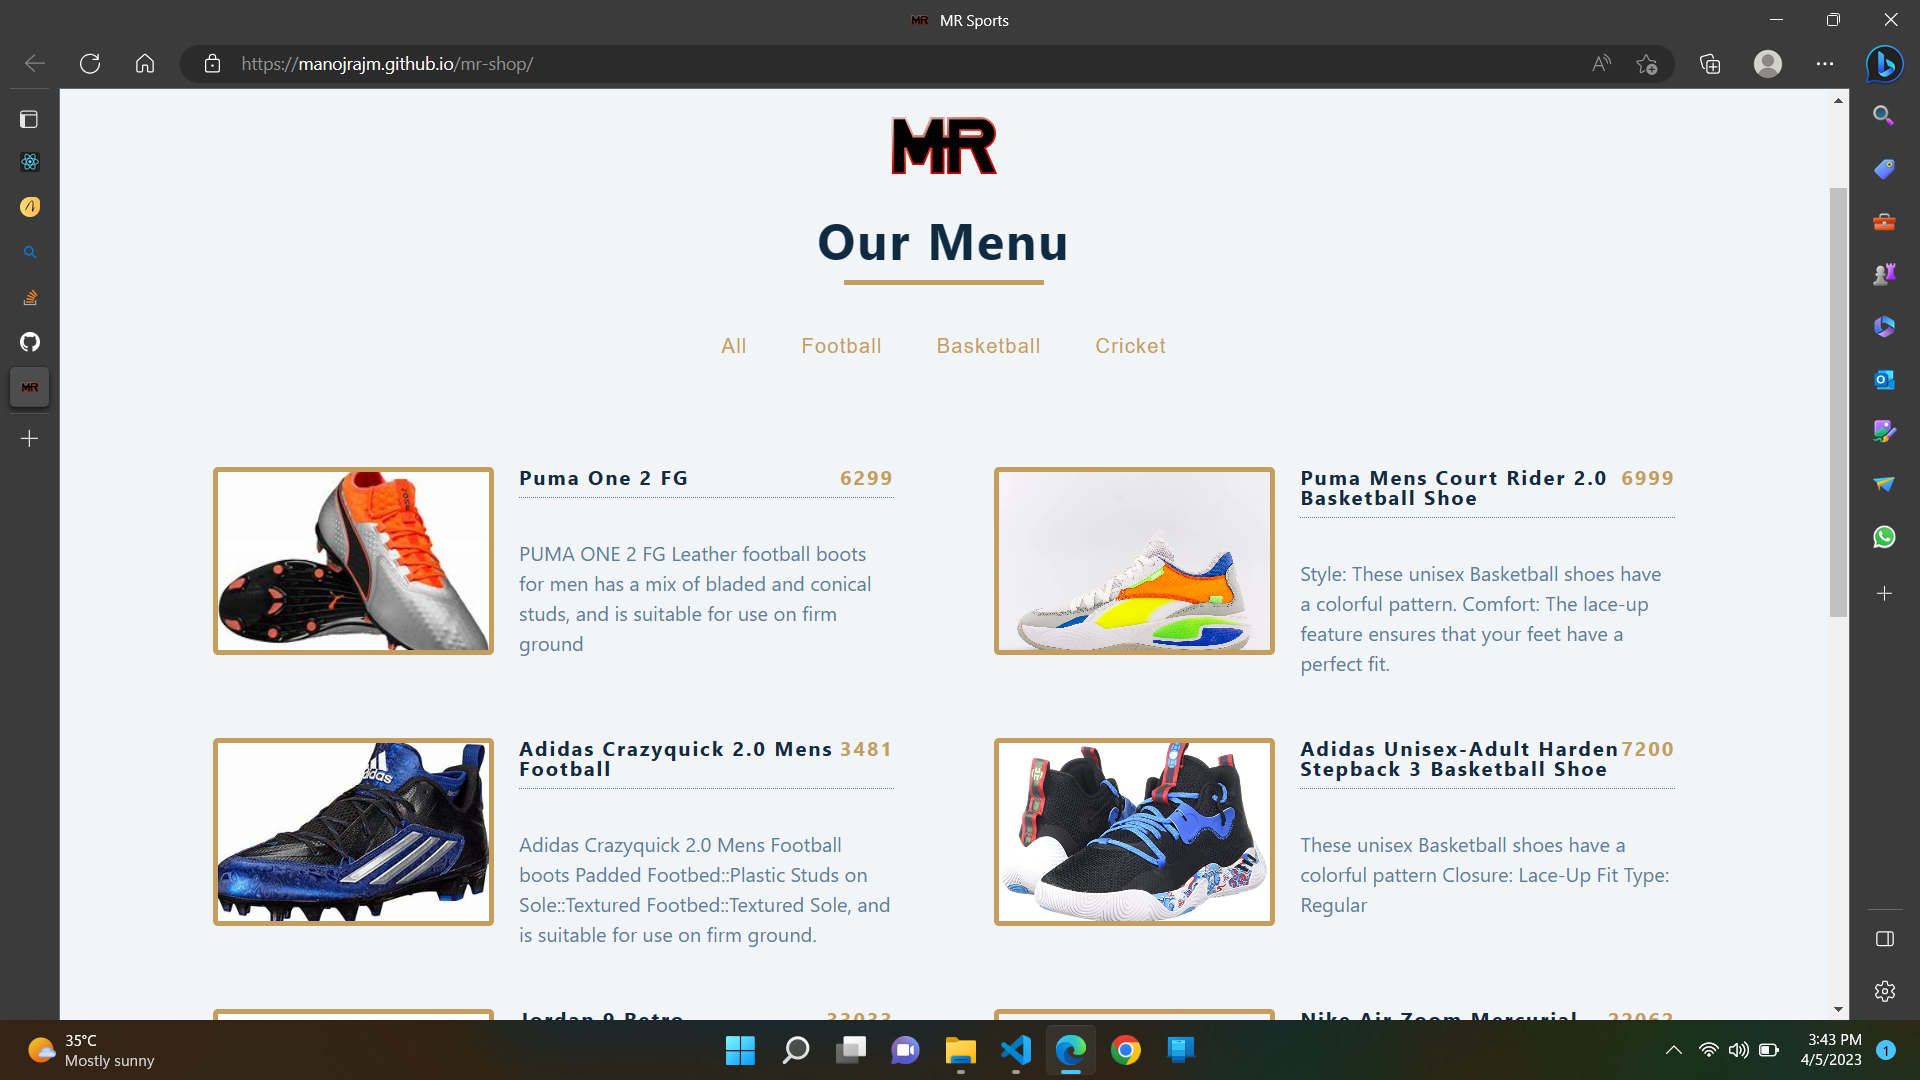 MR Sports
https://manojrajm.github.io/mr-shop/
MR
Our Menu
All Football Basketball Cricket
Puma One 2 FG 6299
PUMA ONE 2 FG Leather football boots
for men has a mix of bladed and conical
studs, and is suitable for use on firm
ground
Puma Mens Court Rider 2.0 6999
Basketball Shoe
Style: These unisex Basketball shoes have
a colorful pattern. Comfort: The lace-up
feature ensures that your feet have a
perfect fit.
Adidas Crazyquick 2.0 Mens 3481
Football
Adidas Crazyquick 2.0 Mens Football
boots Padded Footbed::Plastic Studs on
Sole::Textured Footbed::Textured Sole, and
is suitable for use on firm ground.
Adidas Unisex-Adult Harden 7200
Stepback 3 Basketball Shoe
These unisex Basketball shoes have a
colorful pattern Closure: Lace-Up Fit Type:
Regular
Jordan 9 Retro
Nike Air Zoom Mercurial
35°C
Mostly sunny
3:43 PM
4/5/2023
1